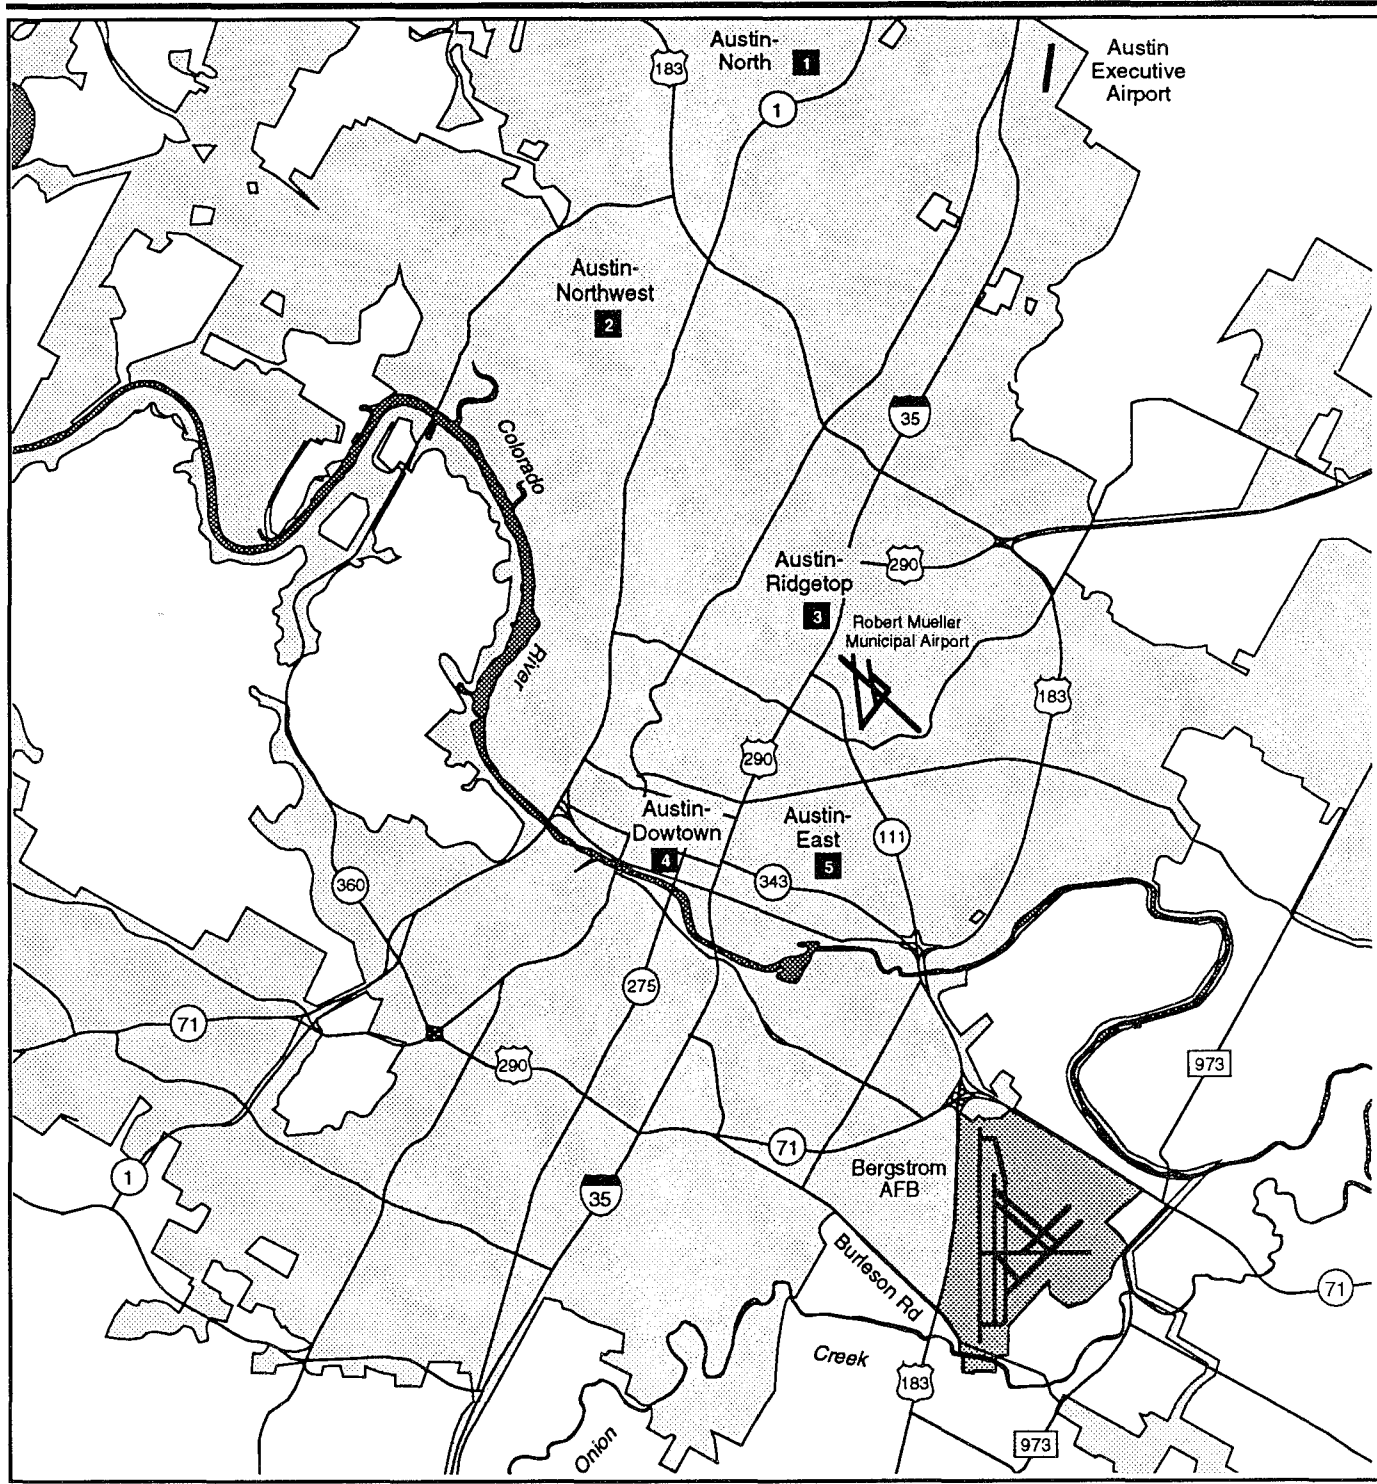 Austin-
North
1
183
1
Austin
Executive
Airport
Austin-
Northwest
2
35
Colorado
River
290
Austin-
Ridgetop
3
Robert Mueller
Municipal Airport
183
290
Austin-
Dowtown
4
Austin-
East
5
111
343
360
275
71
290
973
71
1
35
Bergstrom
AFB
Burleson Rd
71
Creek
183
Onion
973